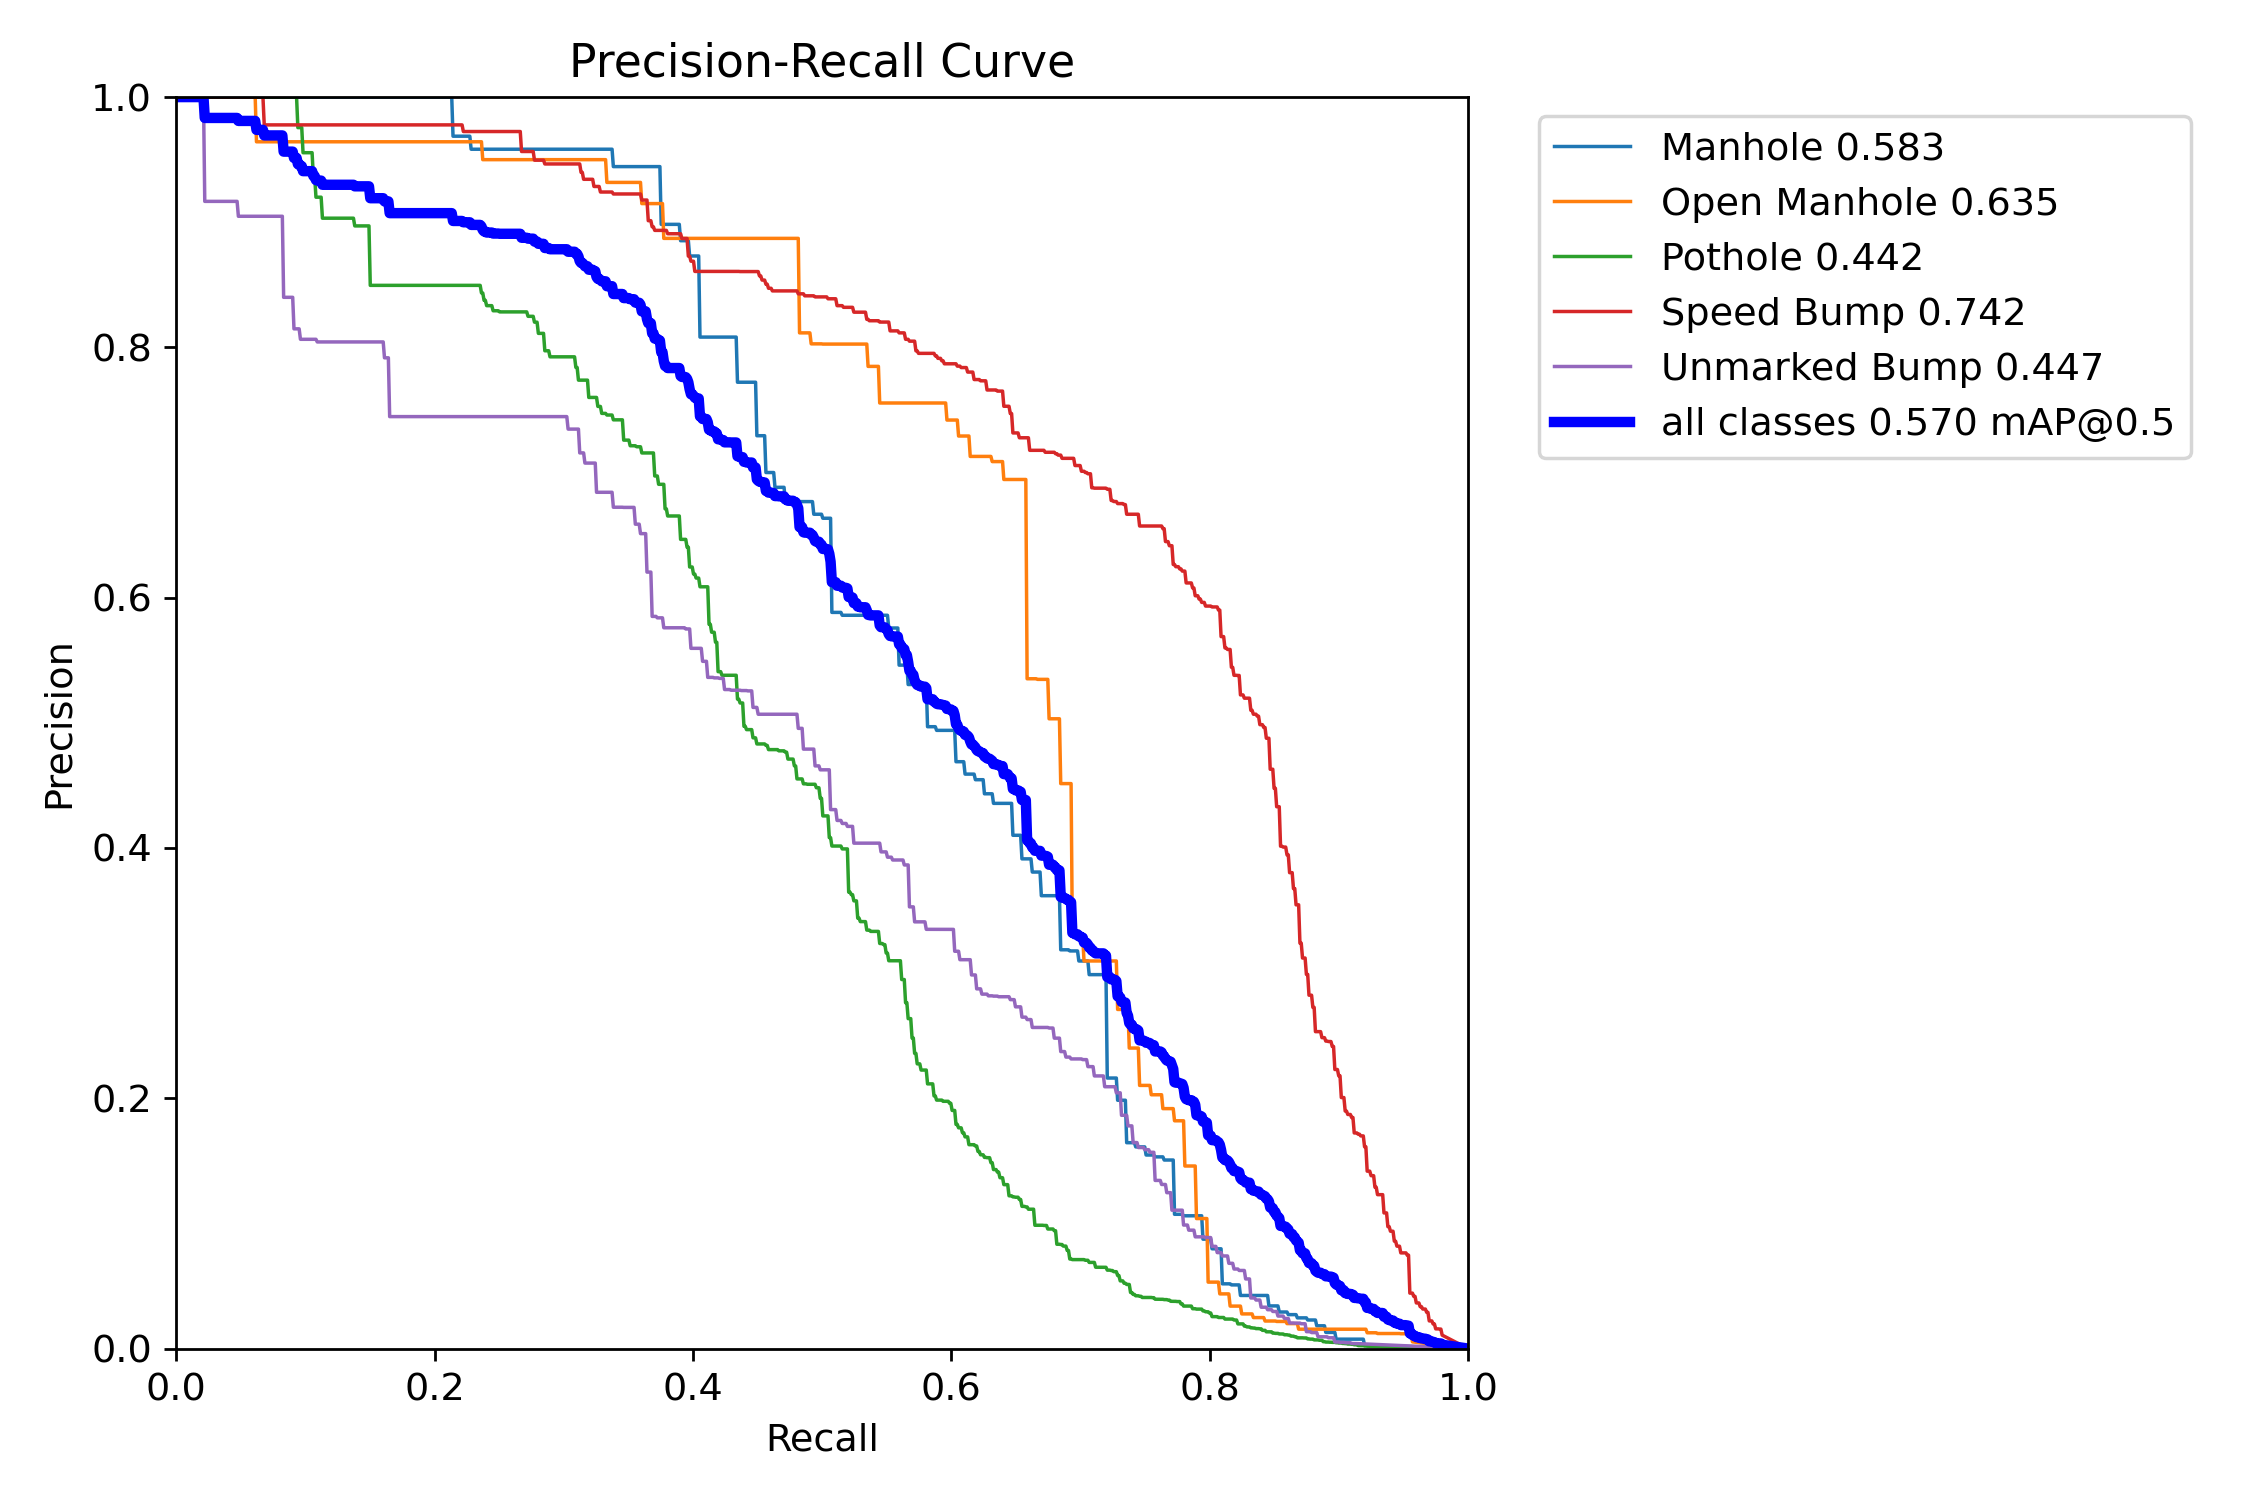 Precision-Recall Curve
1.0
0.8
0.6
0.4
0.2
0.0
Precision
0.0 0.2 0.4 0.6 0.8 1.0
Recall
Manhole 0.583
Open Manhole 0.635
Pothole 0.442
Speed Bump 0.742
Unmarked Bump 0.447
all classes 0.570 mAP@0.5